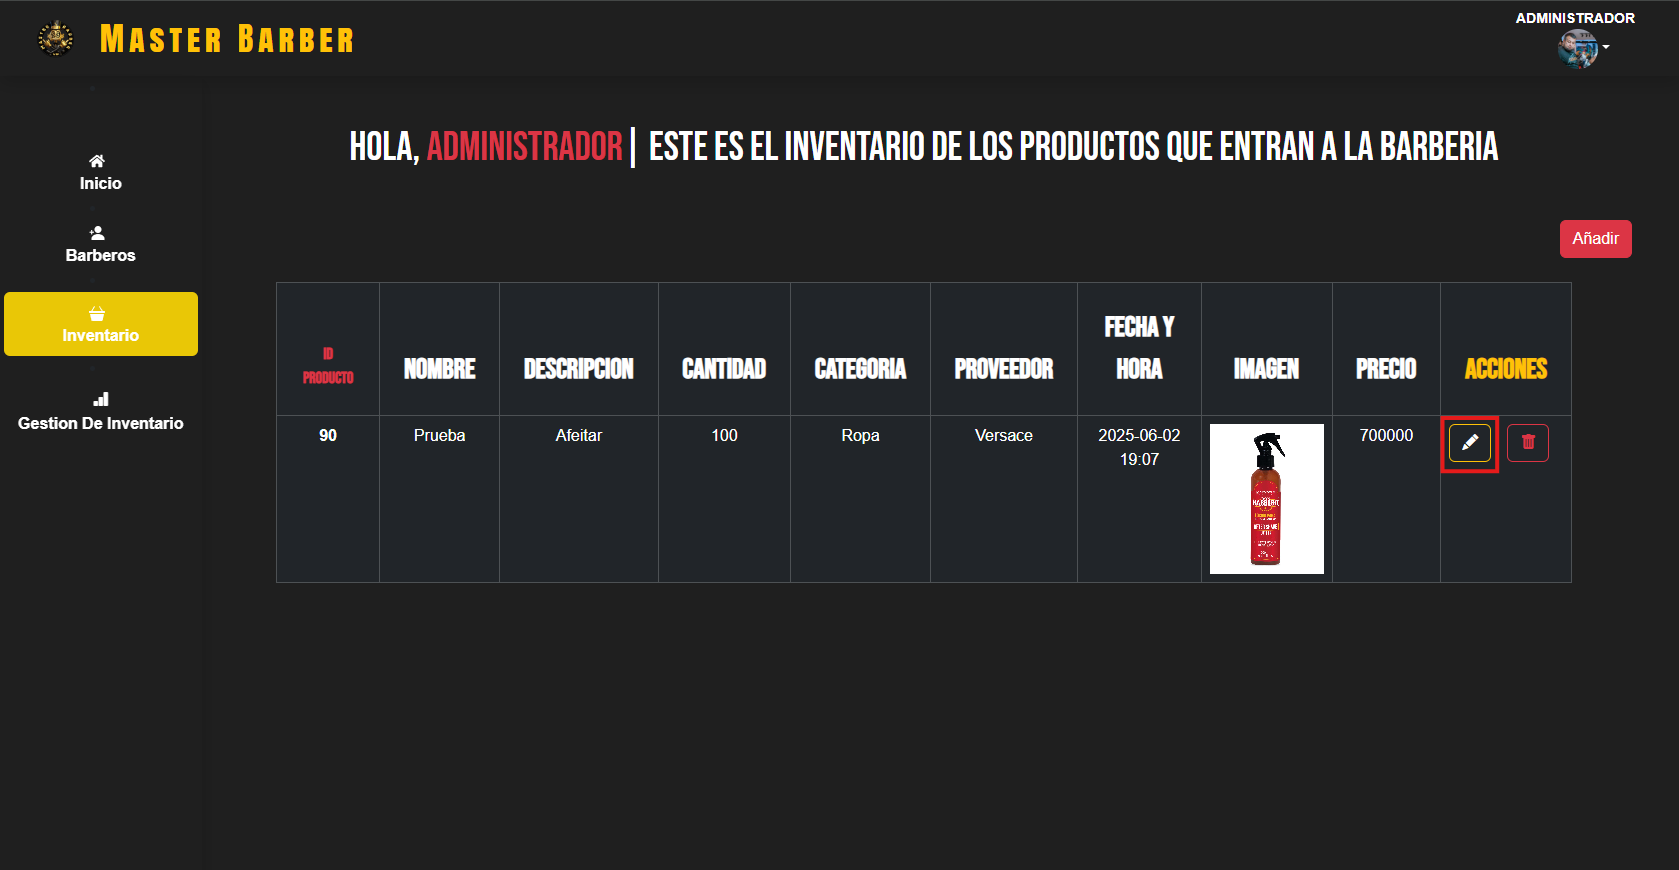 MASTER BARBER
ADMINISTRADOR
HOLA, ADMINISTRADOR| ESTE ES EL INVENTARIO DE LOS PRODUCTOS QUE ENTRAN A LA BARBERIA
Inicio
Barberos
Inventario
Gestion De Inventario
Añadir
ID
PRODUCTO
NOMBRE
DESCRIPCION
CANTIDAD
CATEGORIA
PROVEEDOR
FECHA Y
HORA
IMAGEN
PRECIO
ACCIONES
90
Prueba
Afeitar
100
Ropa
Versace
2025-06-02
19:07
700000